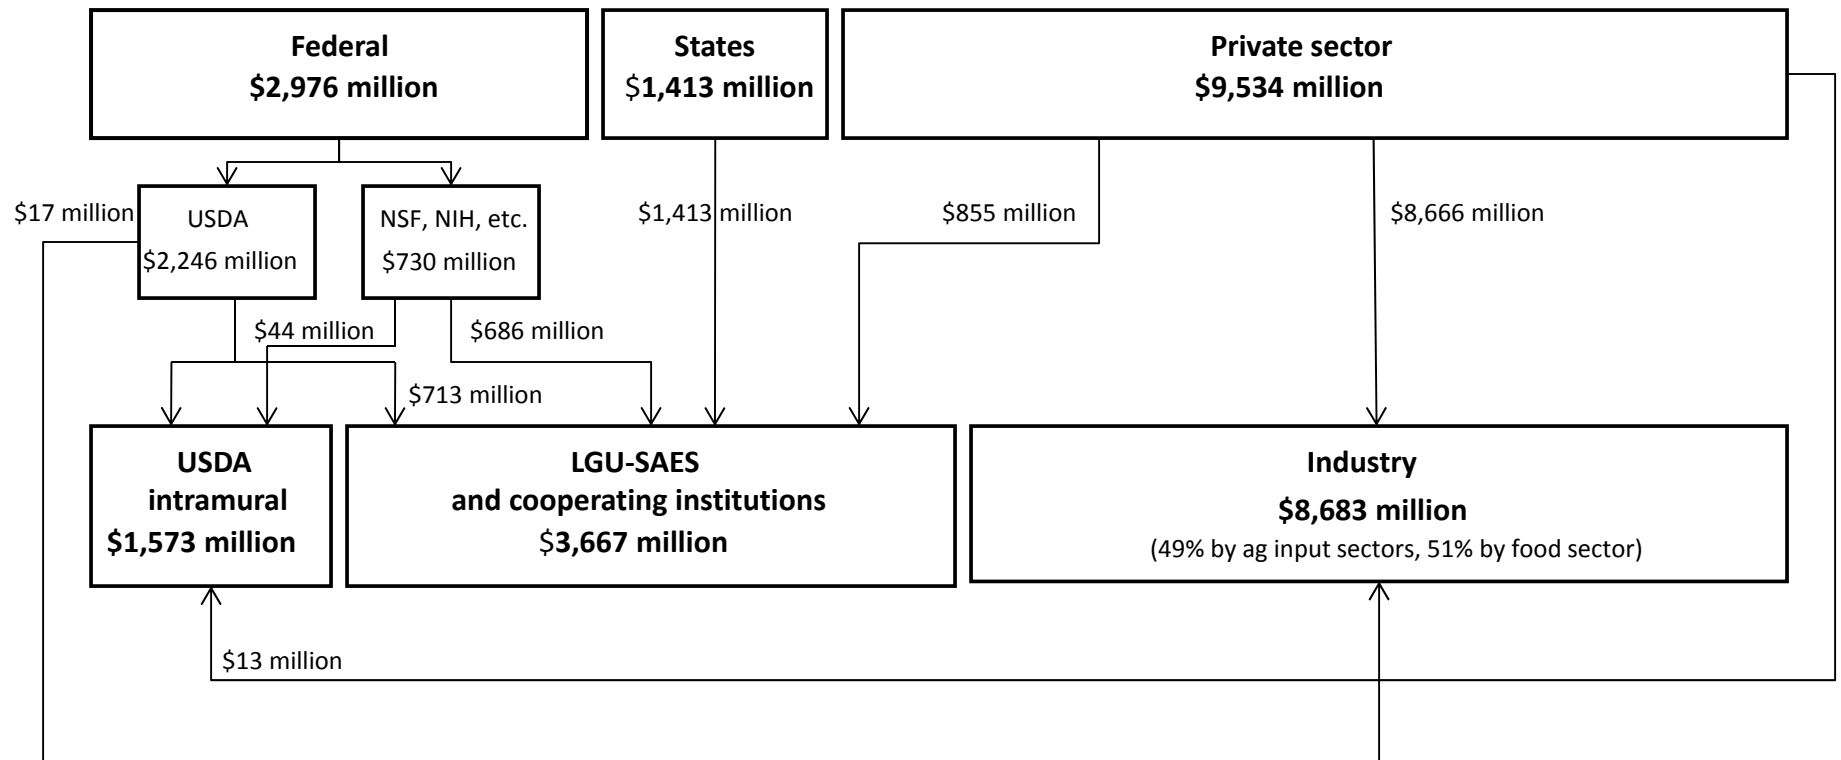 Federal
$2,976 million
States
$1,413 million
Private sector
$9,534 million
$17 million
USDA
$2,246 million
NSF, NIH, etc.
$730 million
$1,413 million
$855 million
$8,666 million
$44 million
$686 million
$713 million
USDA
intramural
$1,573 million
LGU-SAES
and cooperating institutions
$3,667 million
Industry
$8,683 million
(49% by ag input sectors, 51% by food sector)
$13 million